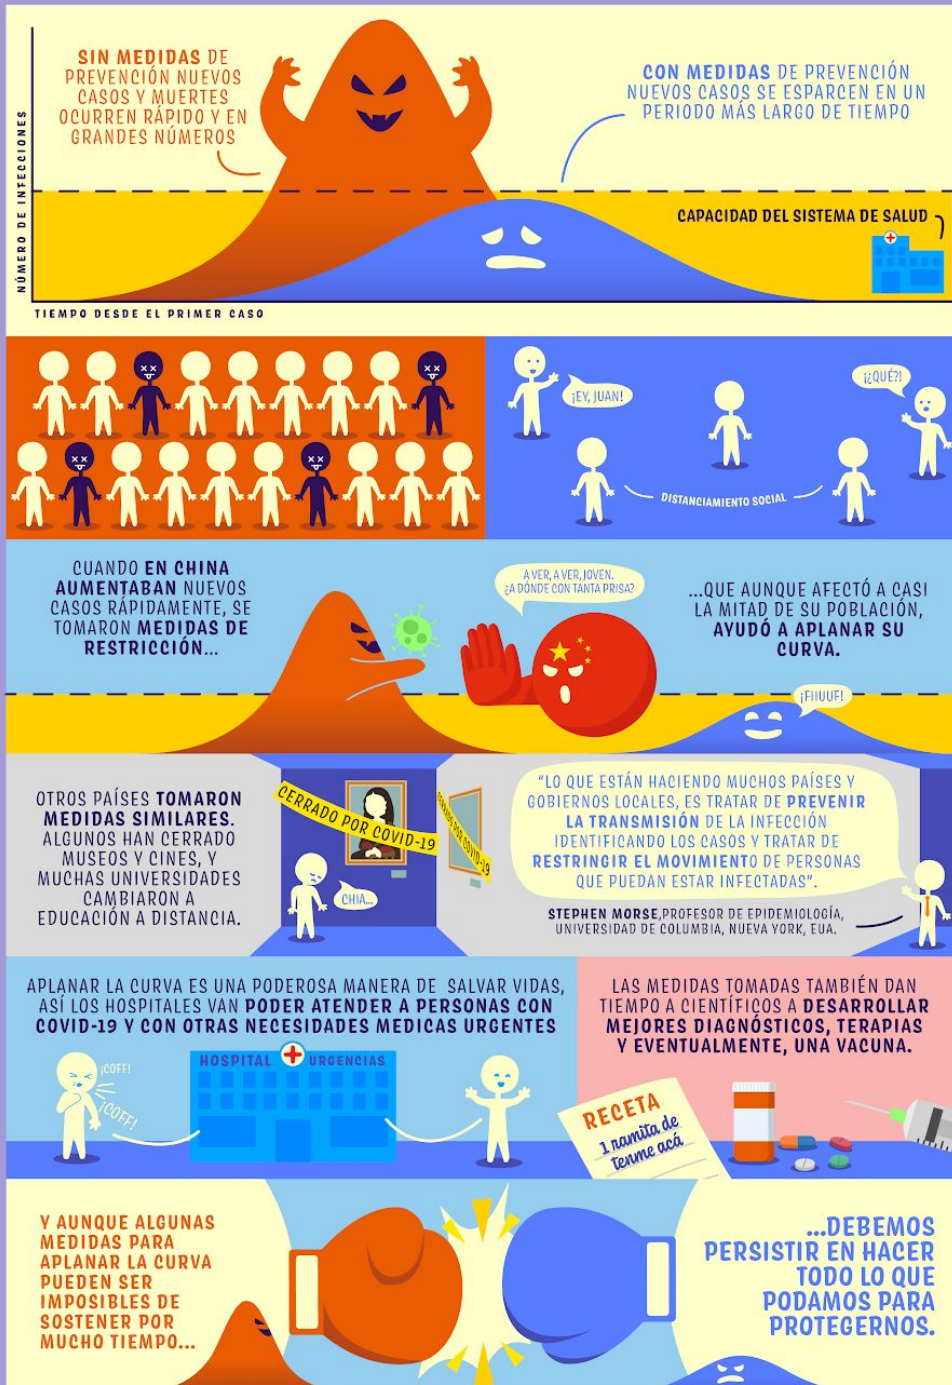 SIN MEDIDAS DE
PREVENCIÓN NUEVOS
CASOS Y MUERTES
OCURREN RÁPIDO Y EN
GRANDES NÚMEROS
CON MEDIDAS DE PREVENCIÓN
NUEVOS CASOS SE ESPARCEN EN UN
PERIODO MÁS LARGO DE TIEMPO
NÚMERO DE INFECCIONES
CAPACIDAD DEL SISTEMA DE SALUD
TIEMPO DESDE EL PRIMER CASO
¡EY, JUAN!
¡¿QUÉ?!
DISTANCIAMIENTO SOCIAL
CUANDO EN CHINA
AUMENTABAN NUEVOS
CASOS RÁPIDAMENTE, SE
TOMARON MEDIDAS DE
RESTRICCIÓN...
A VER, A VER, JOVEN.
¿A DÓNDE CON TANTA PRISA?
...QUE AUNQUE AFECTÓ A CASI
LA MITAD DE SU POBLACIÓN,
AYUDÓ A APLANAR SU
CURVA.
¡FIIUUF!
OTROS PAÍSES TOMARON
MEDIDAS SIMILARES.
ALGUNOS HAN CERRADO
MUSEOS Y CINES, Y
MUCHAS UNIVERSIDADES
CAMBIARON A
EDUCACIÓN A DISTANCIA.
CERRADO POR COVID-19
CERRADO POR COVID-19
CHIA...
"LO QUE ESTÁN HACIENDO MUCHOS PAÍSES Y
GOBIERNOS LOCALES, ES TRATAR DE PREVENIR
LA TRANSMISIÓN DE LA INFECCIÓN
IDENTIFICANDO LOS CASOS Y TRATAR DE
RESTRINGIR EL MOVIMIENTO DE PERSONAS
QUE PUEDAN ESTAR INFECTADAS".
STEPHEN MORSE,PROFESOR DE EPIDEMIOLOGÍA,
UNIVERSIDAD DE COLUMBIA, NUEVA YORK, EUA.
APLANAR LA CURVA ES UNA PODEROSA MANERA DE SALVAR VIDAS,
ASÍ LOS HOSPITALES VAN PODER ATENDER A PERSONAS CON
COVID-19 Y CON OTRAS NECESIDADES MEDICAS URGENTES
¡COFF!
¡COFF!
HOSPITAL URGENCIAS
LAS MEDIDAS TOMADAS TAMBIÉN DAN
TIEMPO A CIENTÍFICOS A DESARROLLAR
MEJORES DIAGNÓSTICOS, TERAPIAS
Y EVENTUALMENTE, UNA VACUNA.
RECETA
1 ramita de
tenme acá
Y AUNQUE ALGUNAS
MEDIDAS PARA
APLANAR LA CURVA
PUEDEN SER
IMPOSIBLES DE
SOSTENER POR
MUCHO TIEMPO...
...DEBEMOS
PERSISTIR EN HACER
TODO LO QUE
PODAMOS PARA
PROTEGERNOS.